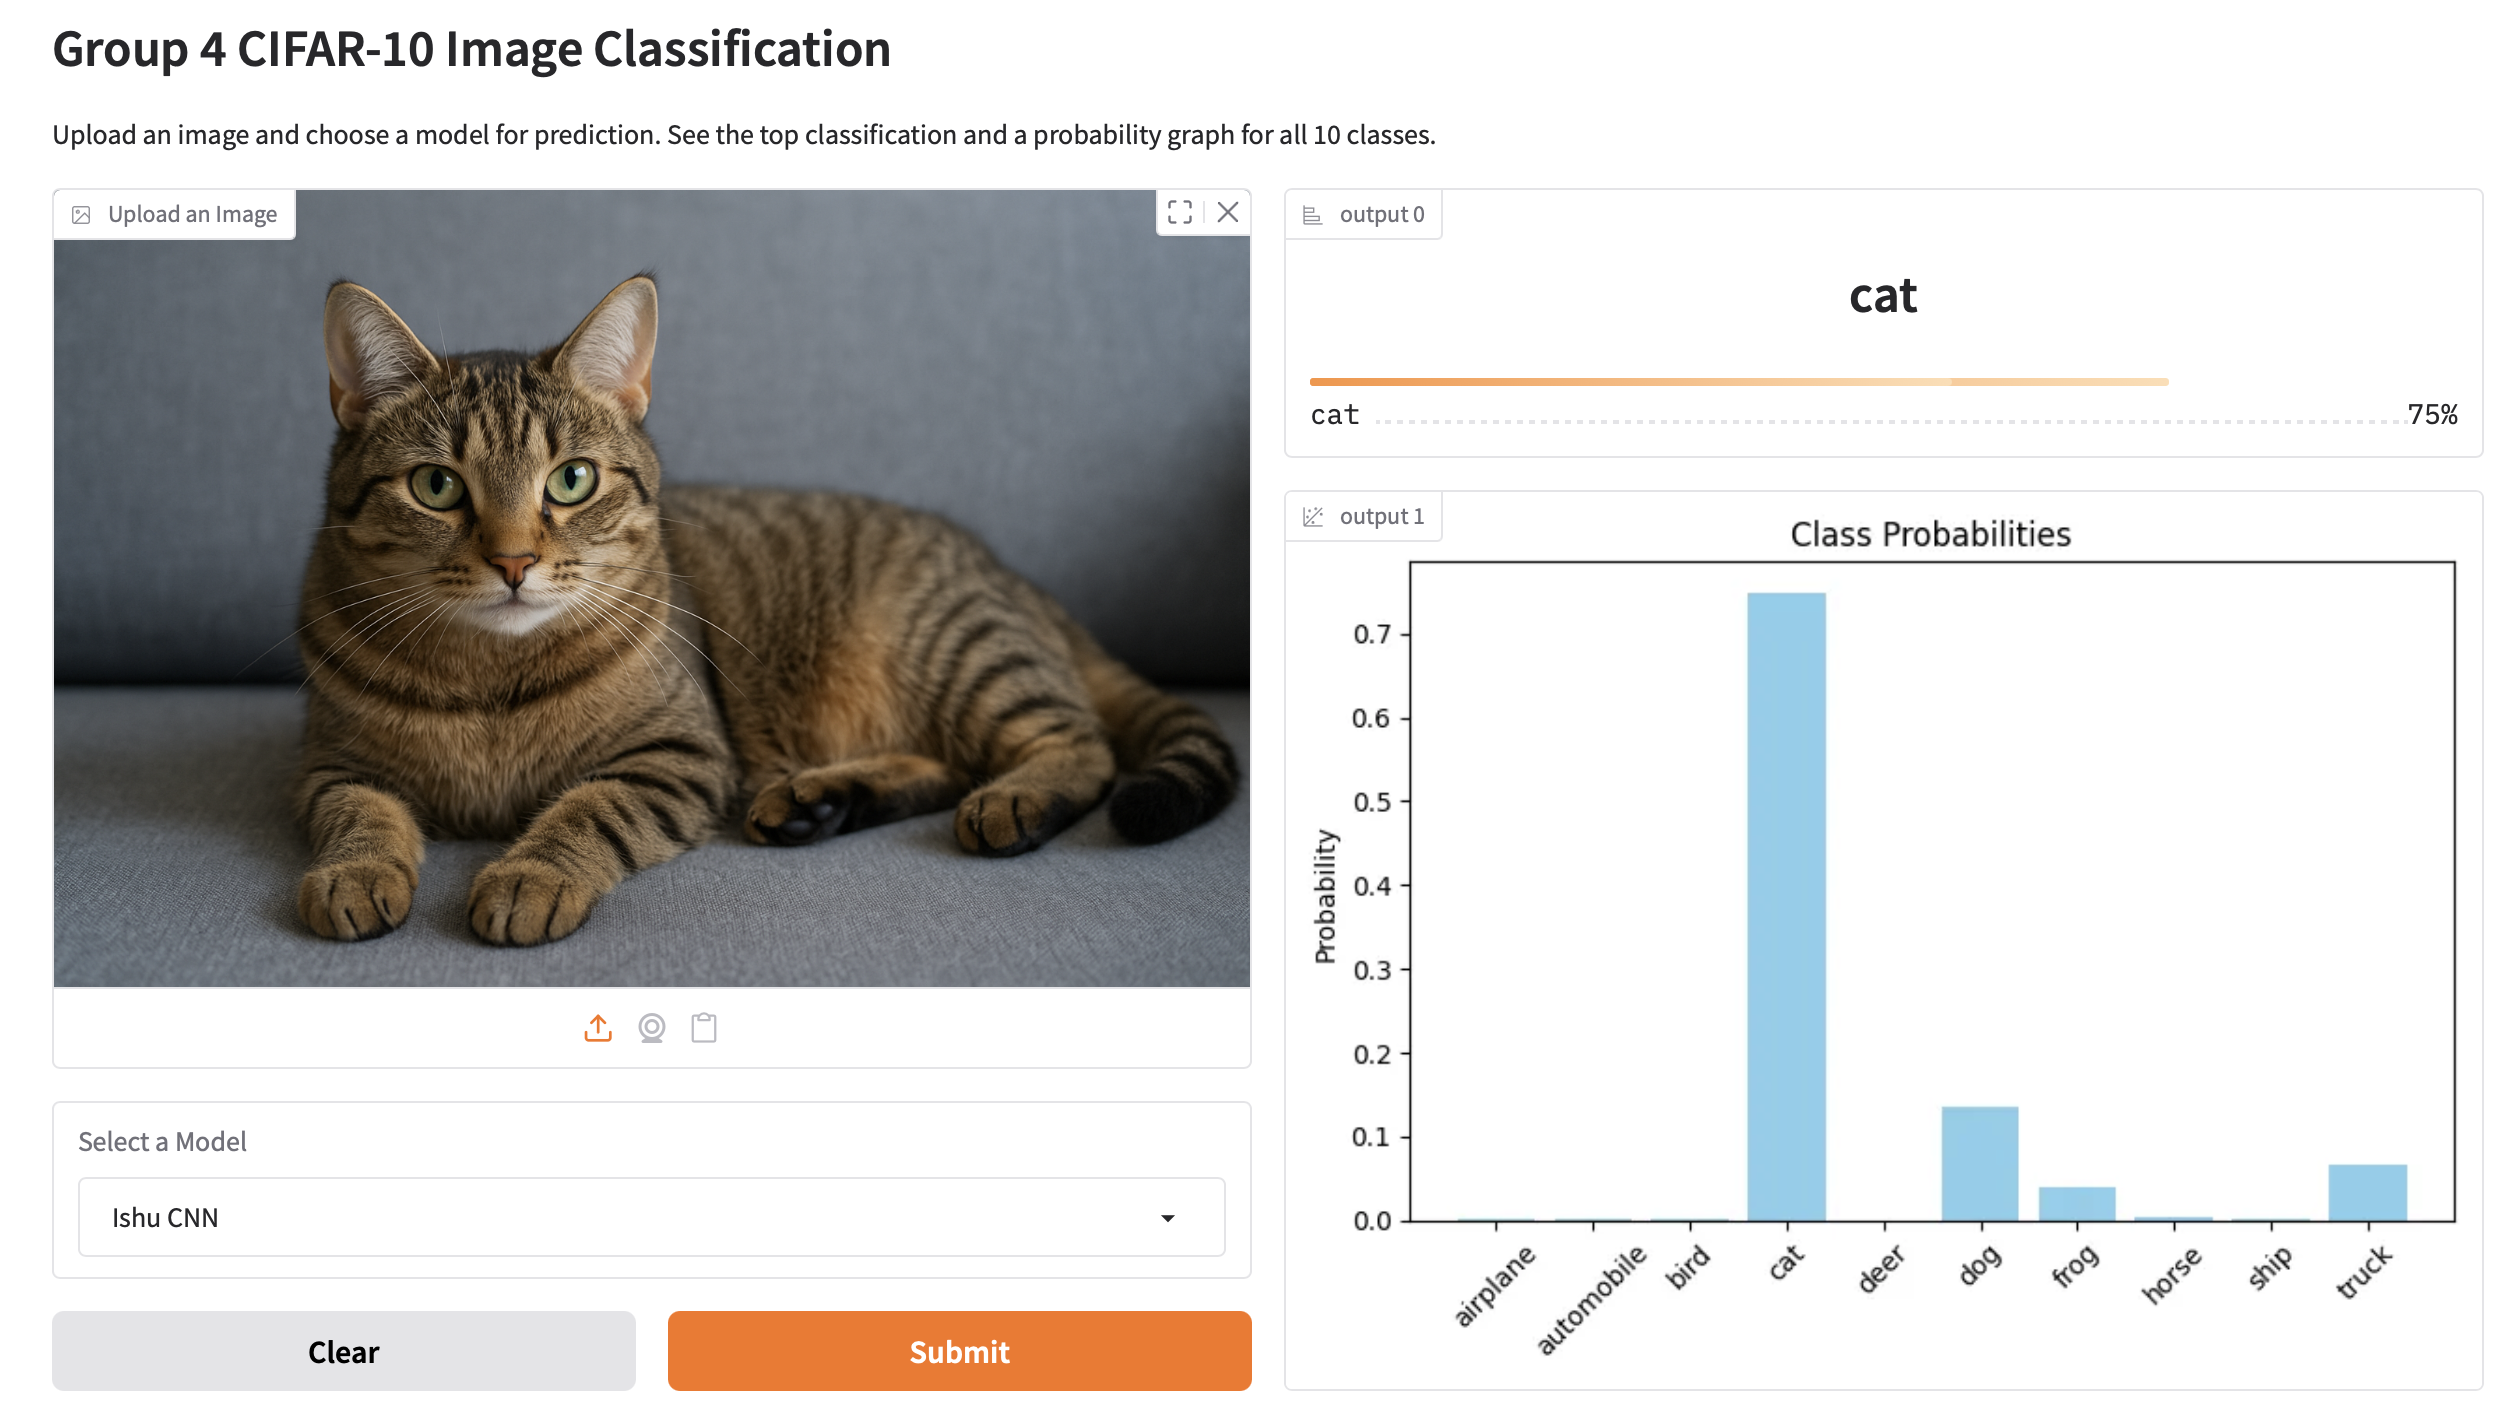 Group 4 CIFAR-10 Image Classification
Upload an image and choose a model for prediction. See the top classification and a probability graph for all 10 classes.
Upload an Image
Select a Model
Ishu CNN
Clear
Submit
output 0
cat
cat 75%
output 1
Class Probabilities
Probability
0.7
0.6
0.5
0.4
0.3
0.2
0.1
0.0
airplane
automobile
bird
cat
deer
dog
frog
horse
ship
truck